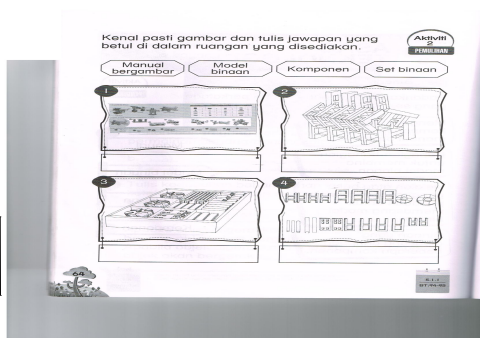 Kenal pasti gambar dan tulis jawapan yang
betul di dalam ruangan yang disediakan.
Aktiviti
2
PEMULIHAN
Manual
bergambar
Model
binaan
Komponen
Set binaan
1
2
3
4
64